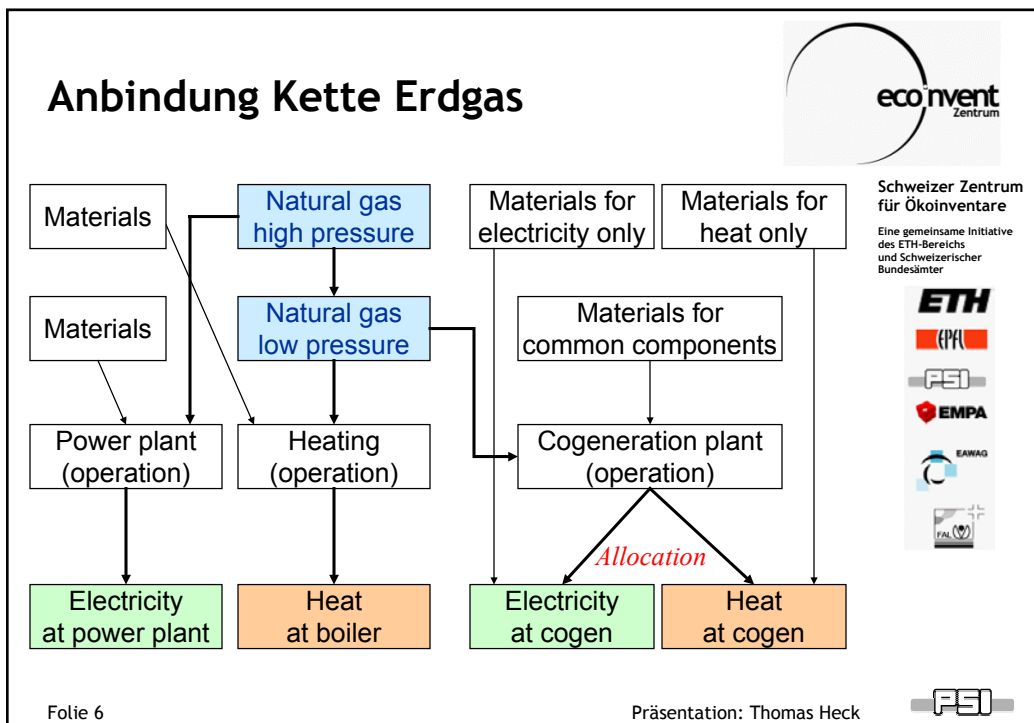 Anbindung Kette Erdgas
ecoinvent
Zentrum
Schweizer Zentrum
für Ökoinventare
Eine gemeinsame Initiative
des ETH-Bereichs
und Schweizerischer
Bundesämter
ETH
EPFL
PSI
EMPA
EAWAG
FAL
Materials
Natural gas
high pressure
Materials for
electricity only
Materials for
heat only
Materials
Natural gas
low pressure
Materials for
common components
Power plant
(operation)
Heating
(operation)
Cogeneration plant
(operation)
Allocation
Electricity
at power plant
Heat
at boiler
Electricity
at cogen
Heat
at cogen
Folie 6
Präsentation: Thomas Heck
PSI